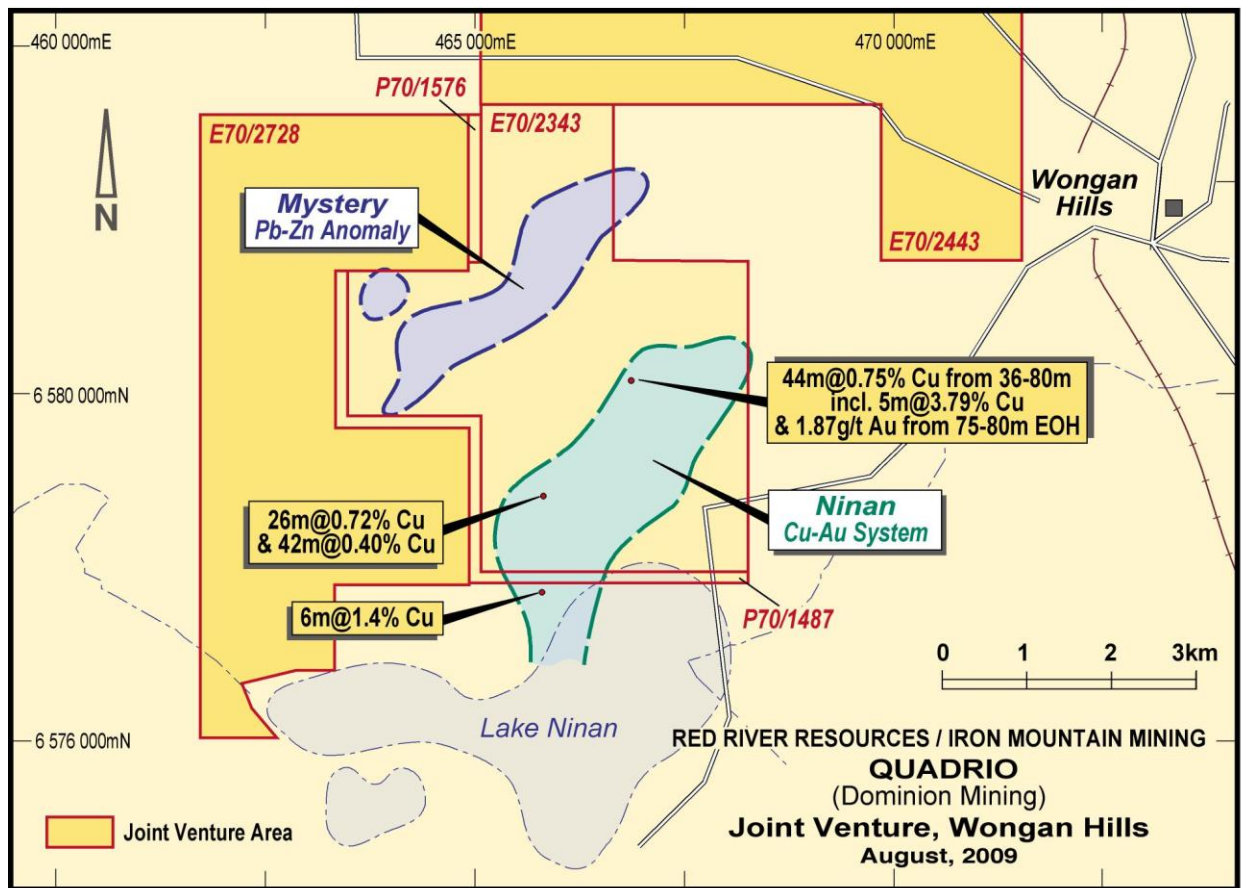 460 000mE
465 000mE
470 000mE
P70/1576
E70/2728
E70/2343
Wongan
Hills
N
Mystery
Pb-Zn Anomaly
E70/2443
6 580 000mN
44m@0.75% Cu from 36-80m
incl. 5m@3.79% Cu
& 1.87g/t Au from 75-80m EOH
26m@0.72% Cu
& 42m@0.40% Cu
Ninan
Cu-Au System
6m@1.4% Cu
P70/1487
0 1 2 3km
Lake Ninan
6 576 000mN
RED RIVER RESOURCES / IRON MOUNTAIN MINING
QUADRIO
(Dominion Mining)
Joint Venture, Wongan Hills
August, 2009
Joint Venture Area